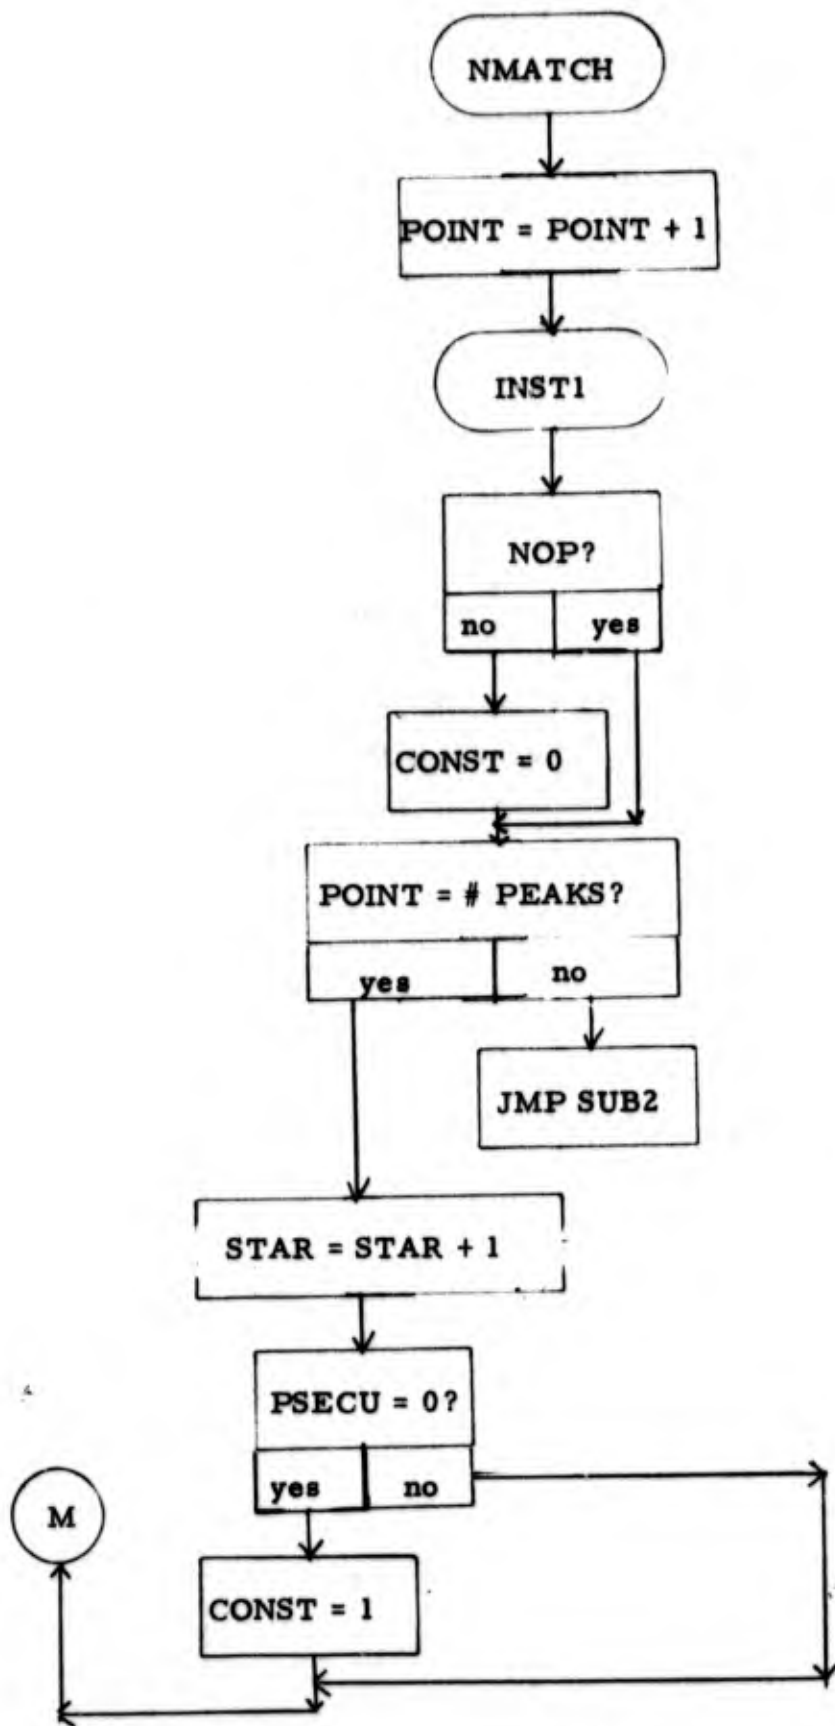 NMATCH
POINT = POINT + 1
INST1
NOP?
no yes
CONST = 0
POINT = # PEAKS?
yes no
JMP SUB2
STAR = STAR + 1
PSECU = 0?
yes no
M
CONST = 1